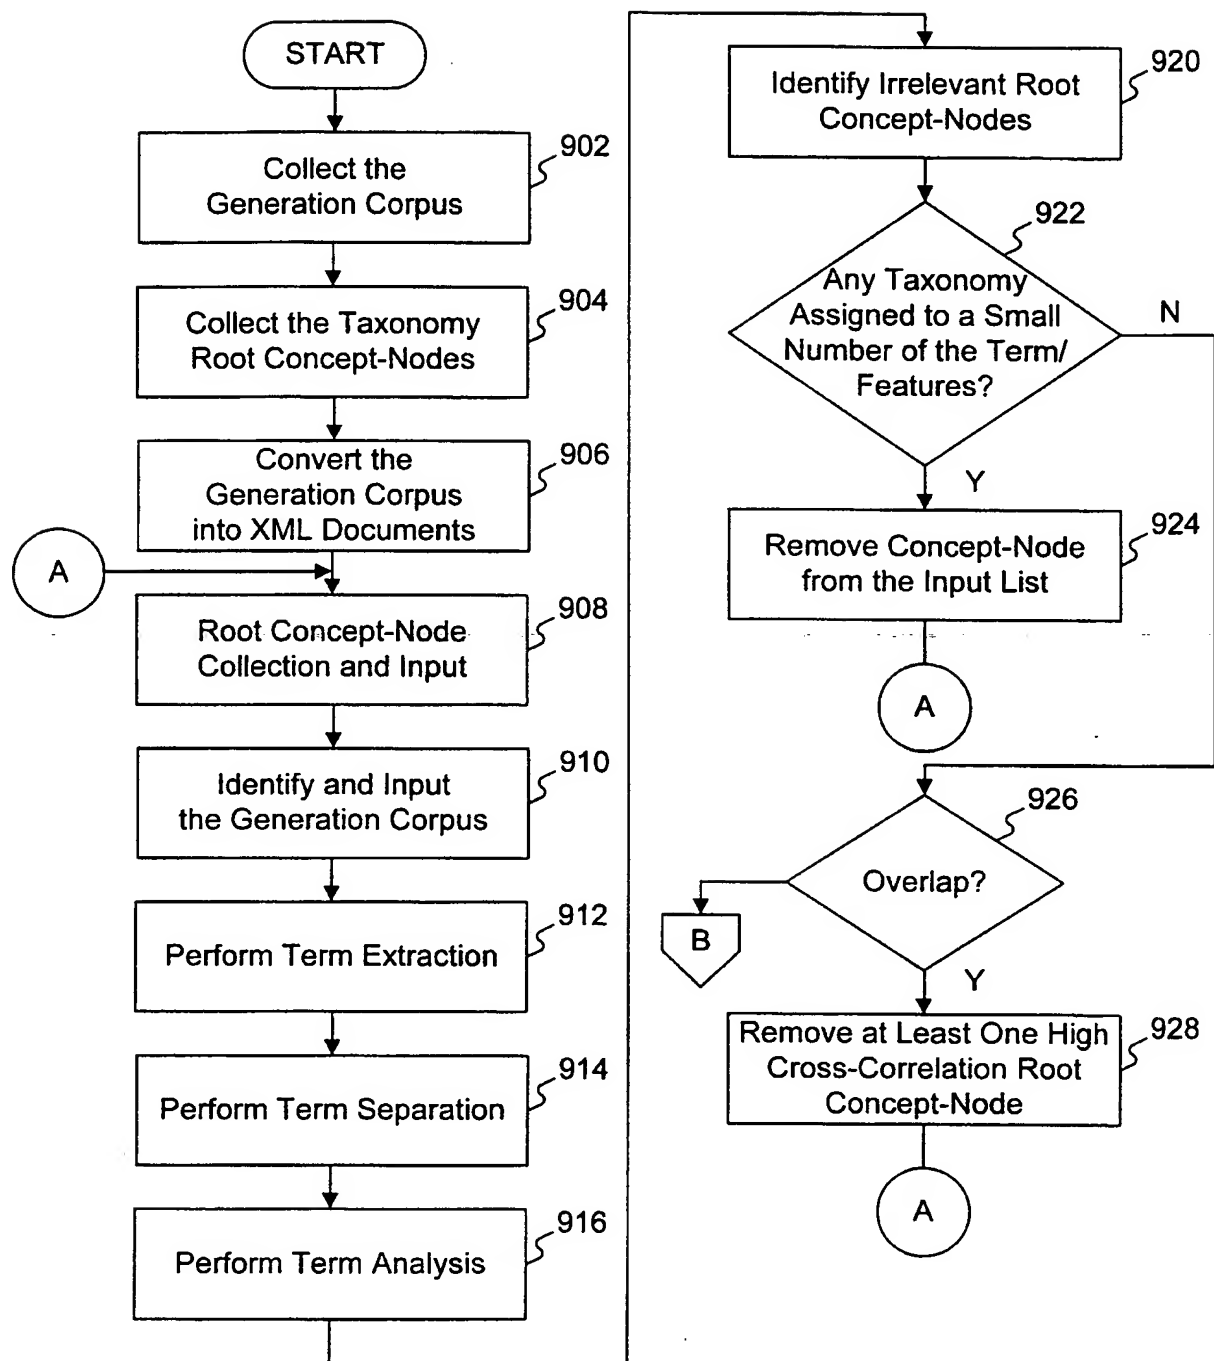 START
902
Collect the
Generation Corpus
904
Collect the Taxonomy
Root Concept-Nodes
906
Convert the
Generation Corpus
into XML Documents
A
908
Root Concept-Node
Collection and Input
910
Identify and Input
the Generation Corpus
912
Perform Term Extraction
914
Perform Term Separation
916
Perform Term Analysis
920
Identify Irrelevant Root
Concept-Nodes
922
Any Taxonomy
Assigned to a Small
Number of the Term/
Features?
N
Y
924
Remove Concept-Node
from the Input List
A
926
Overlap?
B
Y
928
Remove at Least One High
Cross-Correlation Root
Concept-Node
A